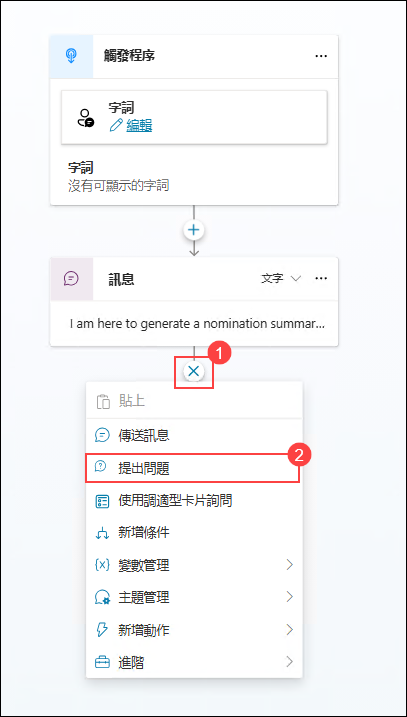 觸發程序
字詞
編輯
字詞
沒有可顯示的字詞
訊息
文字
I am here to generate a nomination summar...
1
貼上
傳送訊息
提出問題
2
使用調適型卡片詢問
新增條件
變數管理
主題管理
新增動作
進階